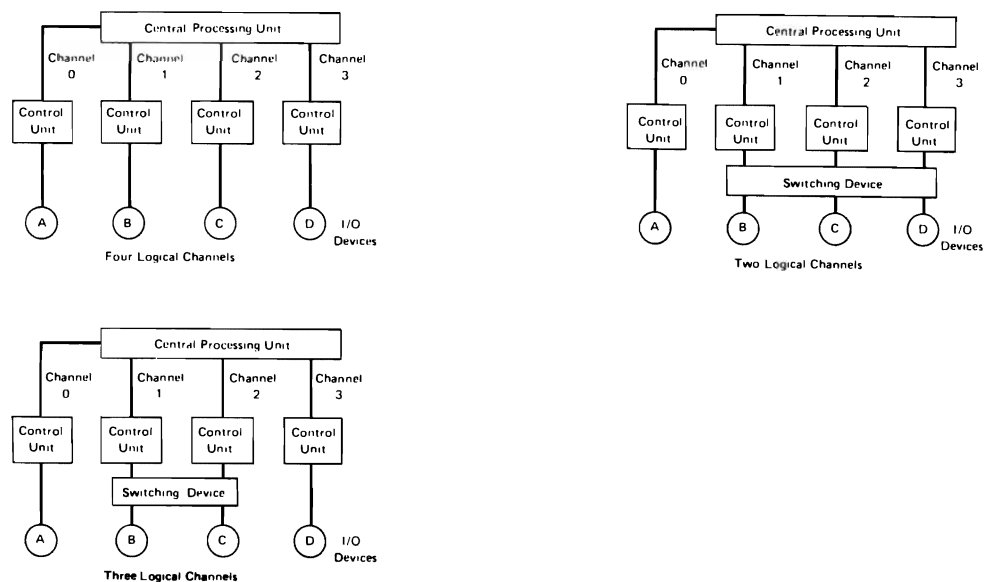 Central Processing Unit
Channel 0
Channel 1
Channel 2
Channel 3
Control Unit
Control Unit
Control Unit
Control Unit
A
B
C
D
I/O Devices
Four Logical Channels
Central Processing Unit
Channel 0
Channel 1
Channel 2
Channel 3
Control Unit
Control Unit
Control Unit
Control Unit
Switching Device
A
B
C
D
I/O Devices
Two Logical Channels
Central Processing Unit
Channel 0
Channel 1
Channel 2
Channel 3
Control Unit
Control Unit
Control Unit
Control Unit
Switching Device
A
B
C
D
I/O Devices
Three Logical Channels